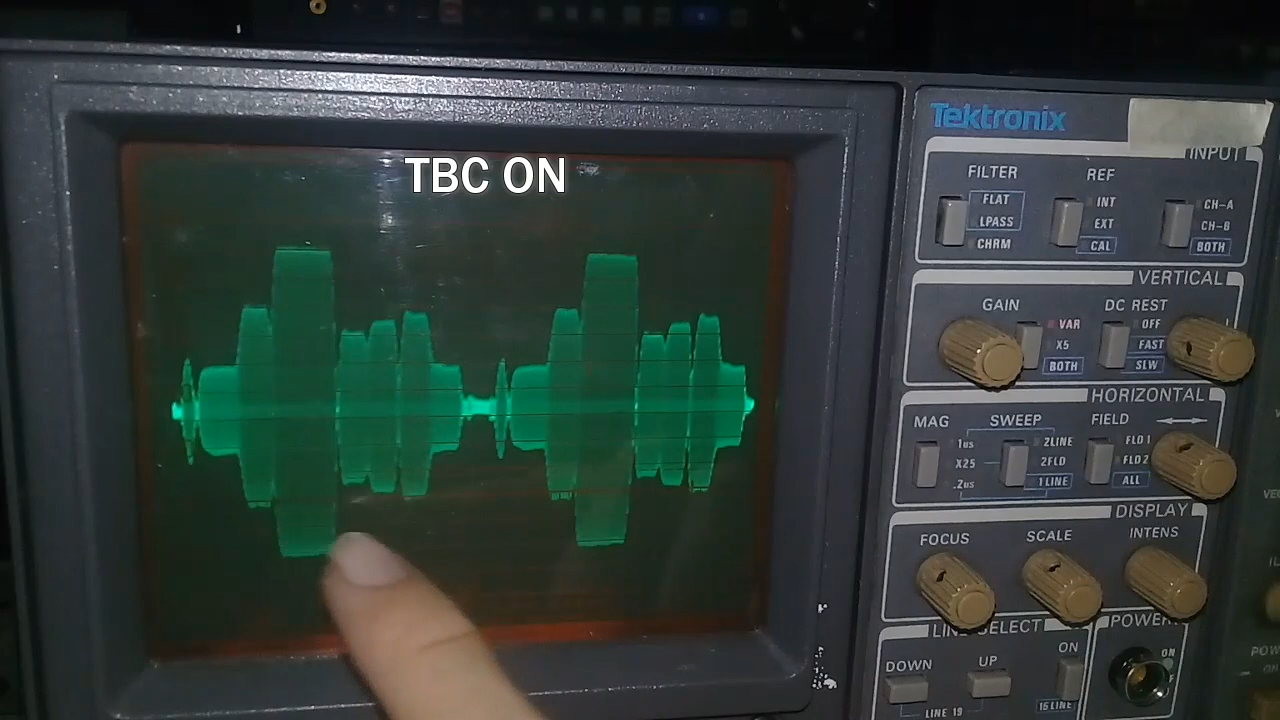 TBC ON
Tektronix
INPUT
FILTER
REF
FLAT
LPASS
CHRM
INT
EXT
CAL
CH-A
CH-B
BOTH
VERTICAL
GAIN
DC REST
VAR
X5
BOTH
OFF
FAST
SLW
HORIZONTAL
MAG
SWEEP
FIELD
1us
X25
.2us
2LINE
2FLD
1LINE
FLD 1
FLD 2
ALL
DISPLAY
FOCUS
SCALE
INTENS
LINE SELECT
POWER
DOWN
UP
ON
ON
LINE 19
15 LINE